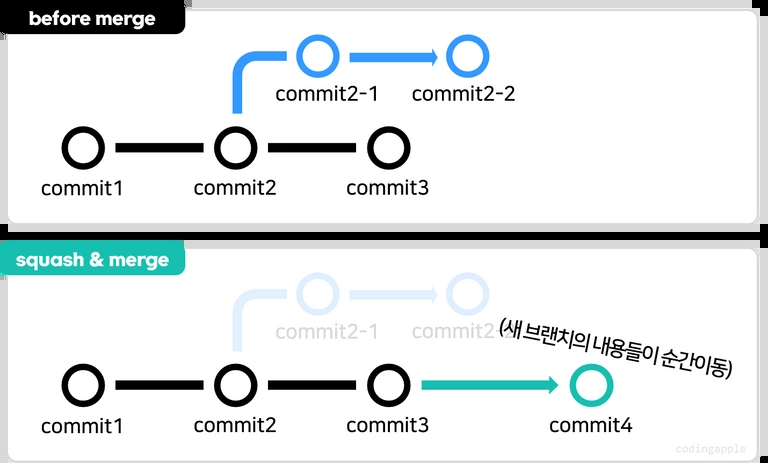 before merge
commit2-1 commit2-2
commit1 commit2 commit3
squash & merge
commit2-1 commit2-2
(새 브랜치의 내용들이 순간이동)
commit1 commit2 commit3 commit4
codingapple